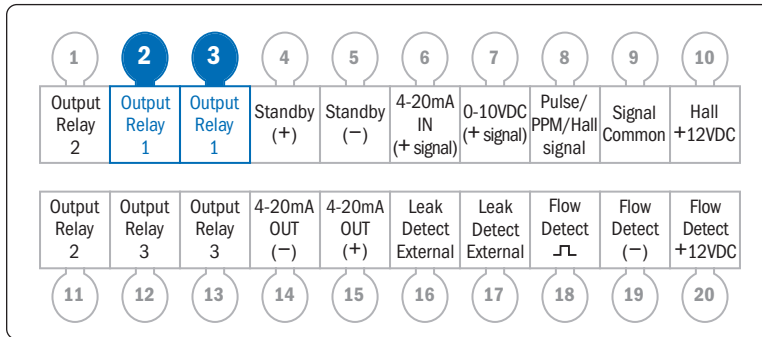 1 2 3 4 5 6 7 8 9 10
Output Relay 2
Output Relay 1
Output Relay 1
Standby (+)
Standby (−)
4-20mA IN (+ signal)
0-10VDC (+ signal)
Pulse/ PPM/Hall signal
Signal Common
Hall +12VDC
Output Relay 2
Output Relay 3
Output Relay 3
4-20mA OUT (−)
4-20mA OUT (+)
Leak Detect External
Leak Detect External
Flow Detect
Flow Detect (−)
Flow Detect +12VDC
11 12 13 14 15 16 17 18 19 20